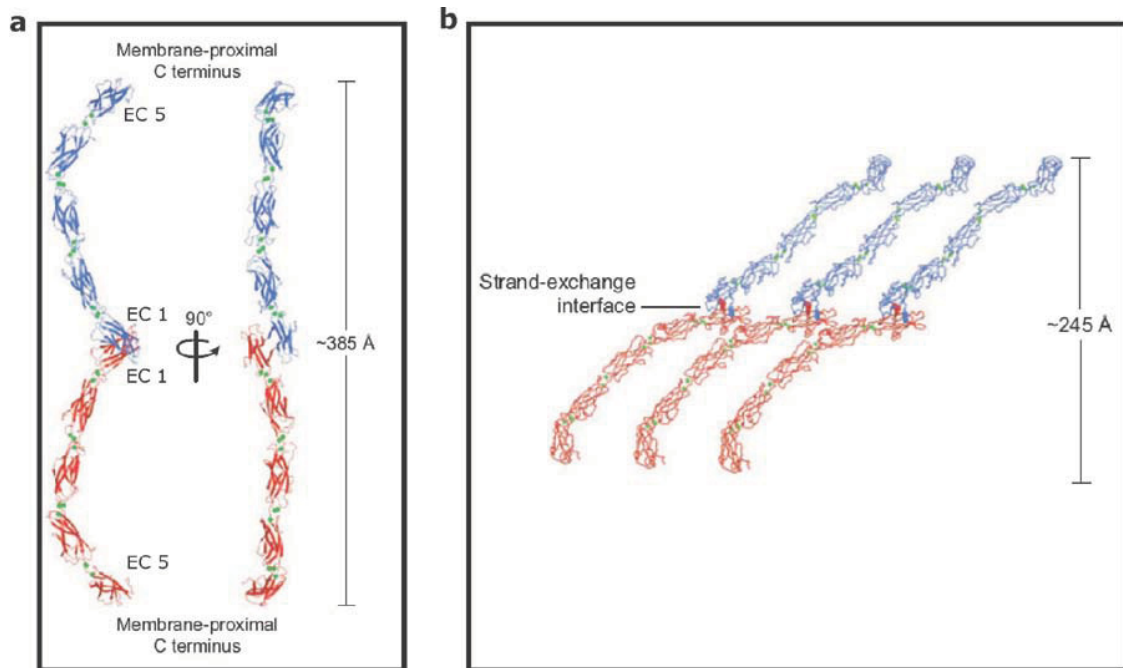 a
Membrane-proximal
C terminus
EC 5
EC 1
90°
EC 1
~385 Å
EC 5
Membrane-proximal
C terminus
b
Strand-exchange
interface
~245 Å